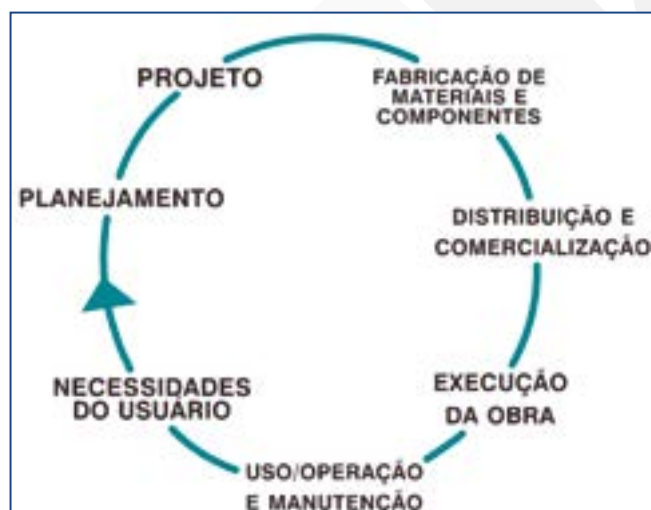 PROJETO
FABRICAÇÃO DE
MATERIAIS E
COMPONENTES
PLANEJAMENTO
DISTRIBUIÇÃO E
COMERCIALIZAÇÃO
EXECUÇÃO
DA OBRA
NECESSIDADES
DO USUÁRIO
USO/OPERAÇÃO
E MANUTENÇÃO